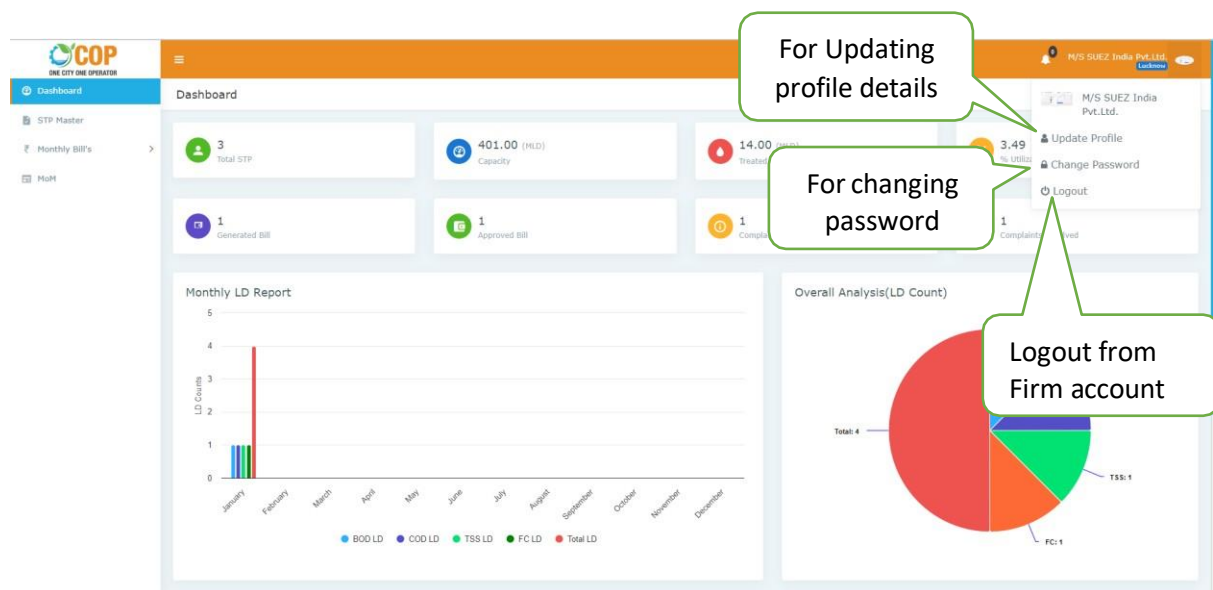 COP
ONE CITY ONE OPERATOR
0
M/S SUEZ India Pvt.Ltd.
Lucknow
For Updating
profile details
Dashboard
STP Master
₹ Monthly Bill's >
MoM
Dashboard
M/S SUEZ India
Pvt.Ltd.
Update Profile
Change Password
Logout
3
Total STP
401.00 (MLD)
Capacity
14.00 (MLD)
Treated
3.49
%
For changing
password
1
Generated Bill
1
Approved Bill
1
1
Monthly LD Report
5
4
3
2
1
0
LD Counts
January
February
March
April
May
June
July
August
September
October
November
December
BOD LD
COD LD
TSS LD
FC LD
Total LD
Overall Analysis(LD Count)
Logout from
Firm account
Total: 4
TSS: 1
FC: 1